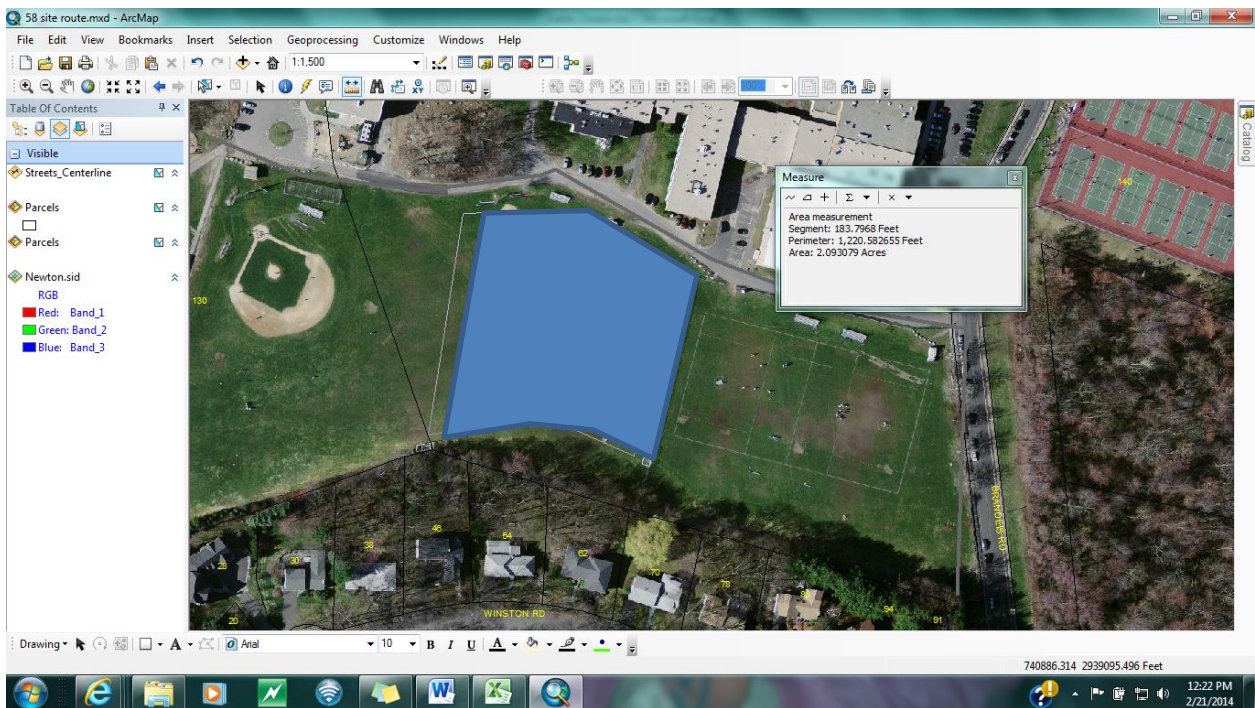 58 site route.mxd - ArcMap
File Edit View Bookmarks Insert Selection Geoprocessing Customize Windows Help
1:1,500
100%
Table Of Contents
Visible
Streets_Centerline
Parcels
Parcels
Newton.sid
RGB
Red: Band_1
Green: Band_2
Blue: Band_3
Catalog
Measure
Area measurement
Segment: 183.7968 Feet
Perimeter: 1,220.582655 Feet
Area: 2.093079 Acres
140
130
BRANDEIS RD
28
30
38
46
54
62
70
78
94
91
20
WINSTON RD
Drawing
A
Arial
10
B I U A
740886.314 2939095.496 Feet
12:22 PM
2/21/2014